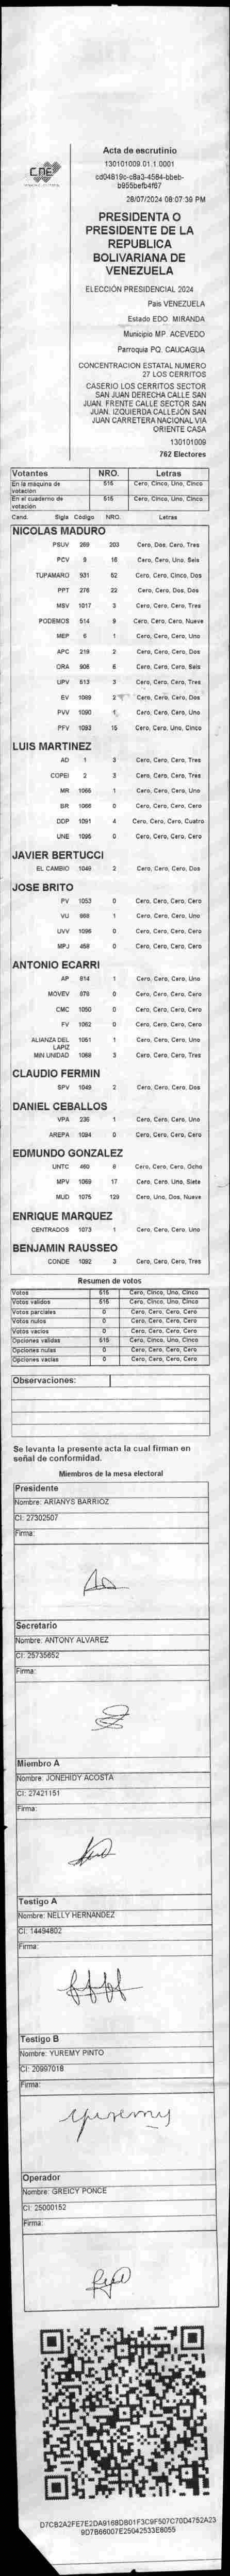 CNE
Acta de escrutinio
130101009.01.1.0001
cd04819c-c8a3-4584-bbeb-
b955befb4f67
28/07/2024 08:07:39 PM
PRESIDENTA O
PRESIDENTE DE LA
REPUBLICA
BOLIVARIANA DE
VENEZUELA
ELECCIÓN PRESIDENCIAL 2024
País VENEZUELA
Estado EDO. MIRANDA
Municipio MP. ACEVEDO
Parroquia PQ. CAUCAGUA
CONCENTRACION ESTATAL NUMERO
27 LOS CERRITOS
CASERIO LOS CERRITOS SECTOR
SAN JUAN DERECHA CALLE SAN
JUAN. FRENTE CALLE SECTOR SAN
JUAN. IZQUIERDA CALLEJÓN SAN
JUAN CARRETERA NACIONAL VIA
ORIENTE CASA
130101009
762 Electores
Votantes NRO. Letras
En la maquina de votación 515 Cero, Cinco, Uno, Cinco
En el cuaderno de votación 515 Cero, Cinco, Uno, Cinco
Cand. Sigla Código NRO. Letras
NICOLAS MADURO
PSUV 269 203 Cero, Dos, Cero, Tres
PCV 9 16 Cero, Cero, Uno, Seis
TUPAMARO 931 52 Cero, Cero, Cinco, Dos
PPT 276 22 Cero, Cero, Dos, Dos
MSV 1017 3 Cero, Cero, Cero, Tres
PODEMOS 514 9 Cero, Cero, Cero, Nueve
MEP 6 1 Cero, Cero, Cero, Uno
APC 219 2 Cero, Cero, Cero, Dos
ORA 908 6 Cero, Cero, Cero, Seis
UPV 613 3 Cero, Cero, Cero, Tres
EV 1089 2 Cero, Cero, Cero, Dos
PVV 1090 1 Cero, Cero, Cero, Uno
PFV 1093 15 Cero, Cero, Uno, Cinco
LUIS MARTINEZ
AD 1 3 Cero, Cero, Cero, Tres
COPEI 2 3 Cero, Cero, Cero, Tres
MR 1065 1 Cero, Cero, Cero, Uno
BR 1066 0 Cero, Cero, Cero, Cero
DDP 1091 4 Cero, Cero, Cero, Cuatro
UNE 1095 0 Cero, Cero, Cero, Cero
JAVIER BERTUCCI
EL CAMBIO 1049 2 Cero, Cero, Cero, Dos
JOSE BRITO
PV 1053 0 Cero, Cero, Cero, Cero
VU 868 1 Cero, Cero, Cero, Uno
UVV 1096 0 Cero, Cero, Cero, Cero
MPJ 458 0 Cero, Cero, Cero, Cero
ANTONIO ECARRI
AP 814 1 Cero, Cero, Cero, Uno
MOVEV 979 0 Cero, Cero, Cero, Cero
CMC 1050 0 Cero, Cero, Cero, Cero
FV 1062 0 Cero, Cero, Cero, Cero
ALIANZA DEL LAPIZ 1051 1 Cero, Cero, Cero, Uno
MIN UNIDAD 1068 3 Cero, Cero, Cero, Tres
CLAUDIO FERMIN
SPV 1049 2 Cero, Cero, Cero, Dos
DANIEL CEBALLOS
VPA 236 1 Cero, Cero, Cero, Uno
AREPA 1094 0 Cero, Cero, Cero, Cero
EDMUNDO GONZALEZ
UNTC 460 8 Cero, Cero, Cero, Ocho
MPV 1069 17 Cero, Cero, Uno, Siete
MUD 1075 129 Cero, Uno, Dos, Nueve
ENRIQUE MARQUEZ
CENTRADOS 1073 1 Cero, Cero, Cero, Uno
BENJAMIN RAUSSEO
CONDE 1092 3 Cero, Cero, Cero, Tres
Resumen de votos
Votos 515 Cero, Cinco, Uno, Cinco
Votos validos 515 Cero, Cinco, Uno, Cinco
Votos parciales 0 Cero, Cero, Cero, Cero
Votos nulos 0 Cero, Cero, Cero, Cero
Votos vacios 0 Cero, Cero, Cero, Cero
Opciones validas 515 Cero, Cinco, Uno, Cinco
Opciones nulas 0 Cero, Cero, Cero, Cero
Opciones vacias 0 Cero, Cero, Cero, Cero
Observaciones:
Se levanta la presente acta la cual firman en
señal de conformidad.
Miembros de la mesa electoral
Presidente
Nombre: ARIANYS BARRIOZ
CI: 27302507
Firma:
Secretario
Nombre: ANTONY ALVAREZ
CI: 25735652
Firma:
Miembro A
Nombre: JONEHIDY ACOSTA
CI: 27421151
Firma:
Testigo A
Nombre: NELLY HERNANDEZ
CI: 14494802
Firma:
Testigo B
Nombre: YUREMY PINTO
CI: 20997018
Firma:
yuremy
Operador
Nombre: GREICY PONCE
CI: 25000152
Firma:
D7CB2A2FE7E2DA9168DB01F3C9F507C70D4752A23
9D7B66007E25042533E6055